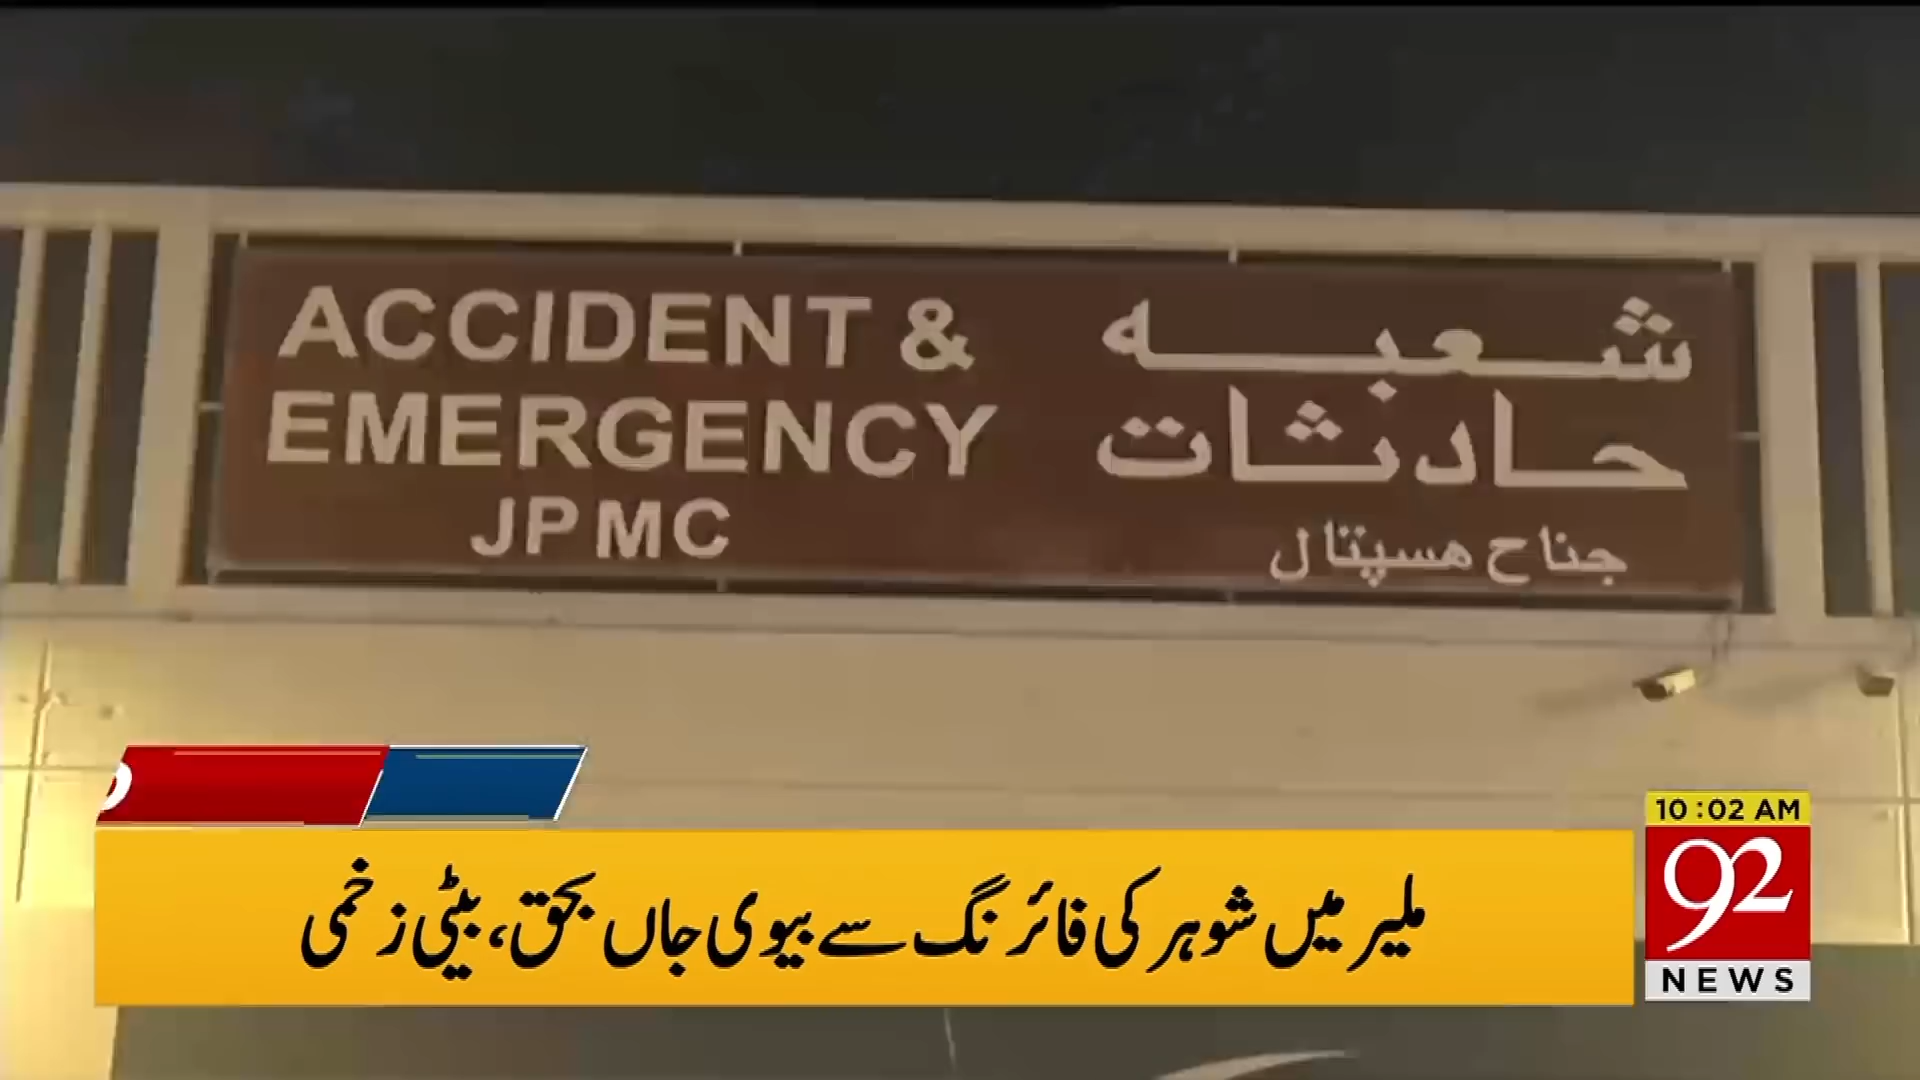 ACCIDENT &
EMERGENCY
JPMC
شعبہ
حادثات
جناح ھسپتال
ملیر میں شوہر کی فائرنگ سے بیوی جاں بحق، بیٹی زخمی
10:02 AM
92
NEWS